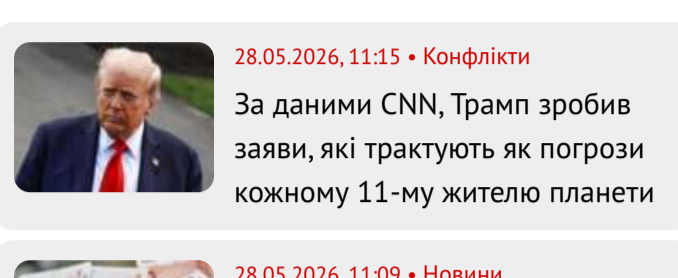 28.05.2026, 11:15 • Конфлікти
За даними CNN, Трамп зробив
заяви, які трактують як погрози
кожному 11-му жителю планети
28.05.2026, 11:09 • Новини